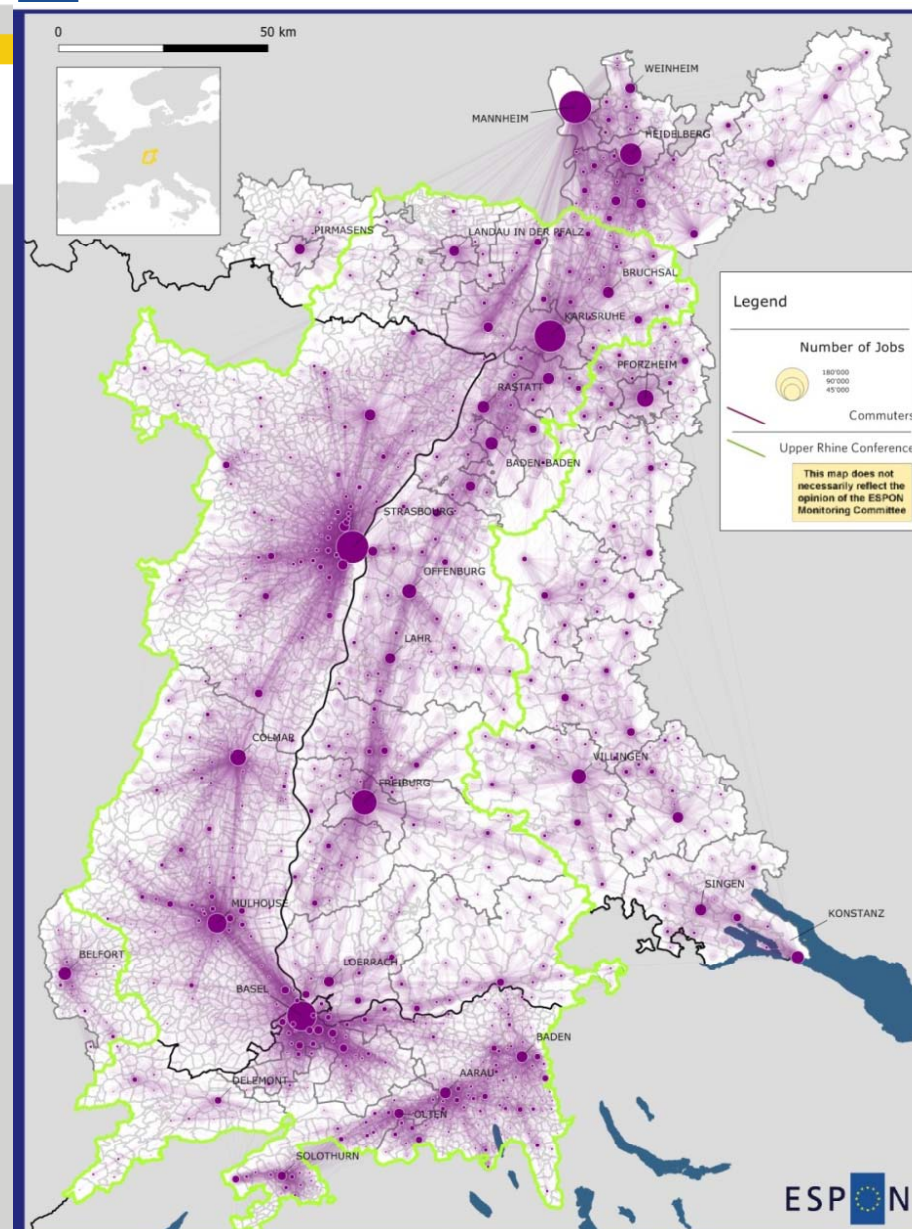 0
50 km
WEINHEIM
MANNHEIM
HEIDELBERG
PIRMASENS
LANDAU IN DER PFALZ
BRUCHSAL
KARLSRUHE
PFORZHEIM
RASTATT
BADEN-BADEN
STRASBOURG
OFFENBURG
LAHR
COLMAR
VILLINGEN
FREIBURG
SINGEN
MULHOUSE
KONSTANZ
BELFORT
LOERRACH
BASEL
BADEN
DELEMONT
AARAU
OLTEN
SOLOTHURN
Legend
Number of Jobs
180'000
90'000
45'000
Commuters
Upper Rhine Conference
This map does not
necessarily reflect the
opinion of the ESPON
Monitoring Committee
ESPON